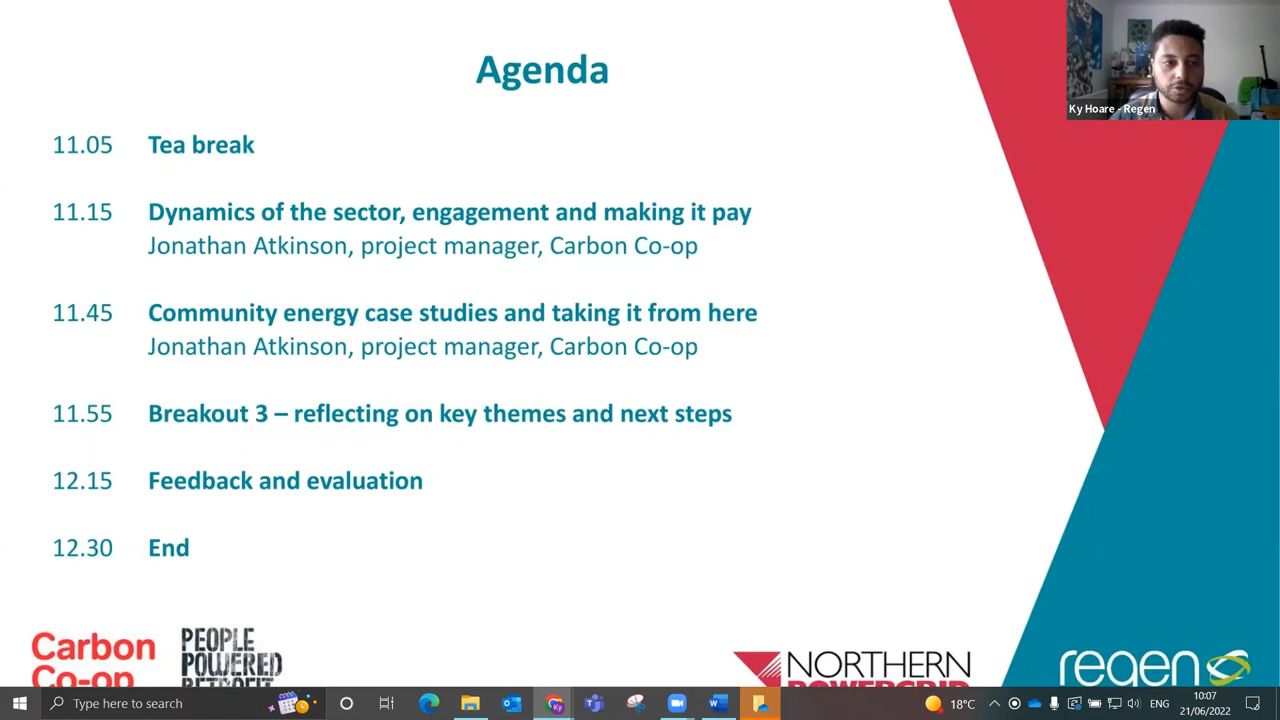 Agenda
11.05 Tea break
11.15 Dynamics of the sector, engagement and making it pay
Jonathan Atkinson, project manager, Carbon Co-op
11.45 Community energy case studies and taking it from here
Jonathan Atkinson, project manager, Carbon Co-op
11.55 Breakout 3 – reflecting on key themes and next steps
12.15 Feedback and evaluation
12.30 End
Ky Hoare - Regen
Carbon
Co-op
PEOPLE
POWERED
RETROFIT
NORTHERN
POWERGRID
regen
Type here to search
18°C
ENG
10:07
21/06/2022